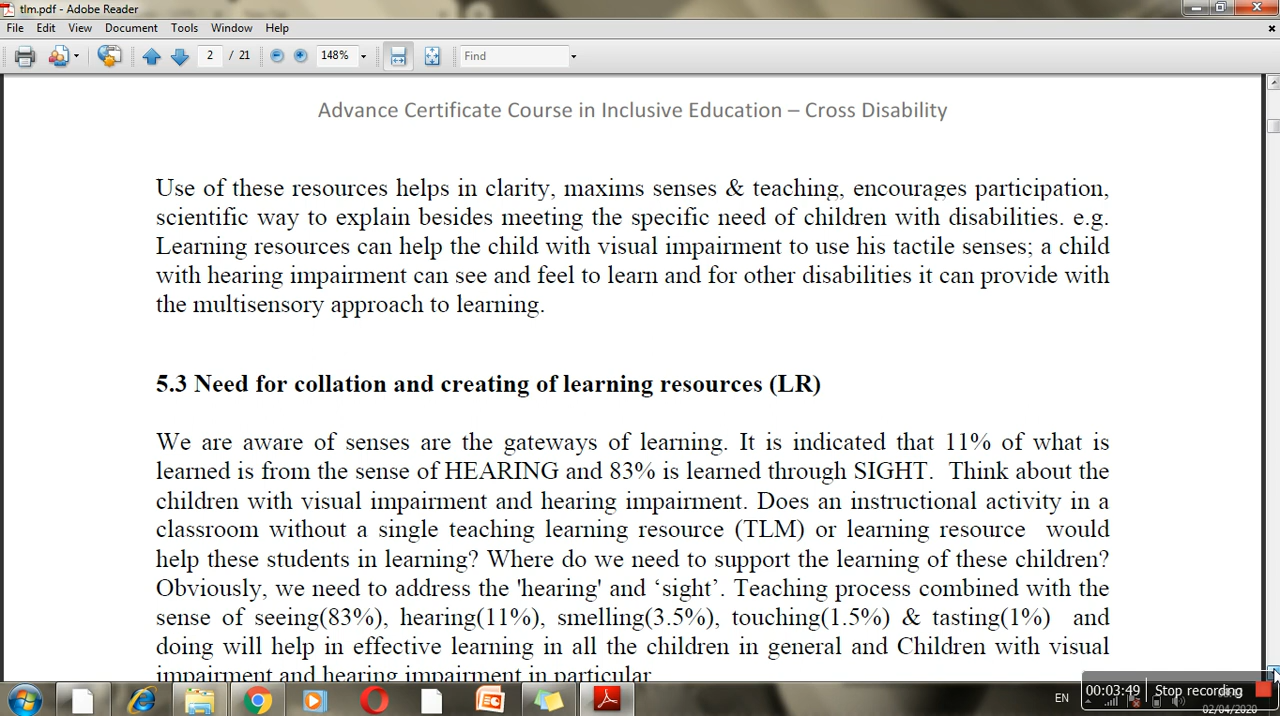 tlm.pdf - Adobe Reader
File Edit View Document Tools Window Help
2 / 21 148% Find
Advance Certificate Course in Inclusive Education – Cross Disability
Use of these resources helps in clarity, maxims senses & teaching, encourages participation,
scientific way to explain besides meeting the specific need of children with disabilities. e.g.
Learning resources can help the child with visual impairment to use his tactile senses; a child
with hearing impairment can see and feel to learn and for other disabilities it can provide with
the multisensory approach to learning.
5.3 Need for collation and creating of learning resources (LR)
We are aware of senses are the gateways of learning. It is indicated that 11% of what is
learned is from the sense of HEARING and 83% is learned through SIGHT. Think about the
children with visual impairment and hearing impairment. Does an instructional activity in a
classroom without a single teaching learning resource (TLM) or learning resource would
help these students in learning? Where do we need to support the learning of these children?
Obviously, we need to address the 'hearing' and ‘sight’. Teaching process combined with the
sense of seeing(83%), hearing(11%), smelling(3.5%), touching(1.5%) & tasting(1%) and
doing will help in effective learning in all the children in general and Children with visual
impairment and hearing impairment in particular.
EN 00:03:49 Stop recording
02/04/2020